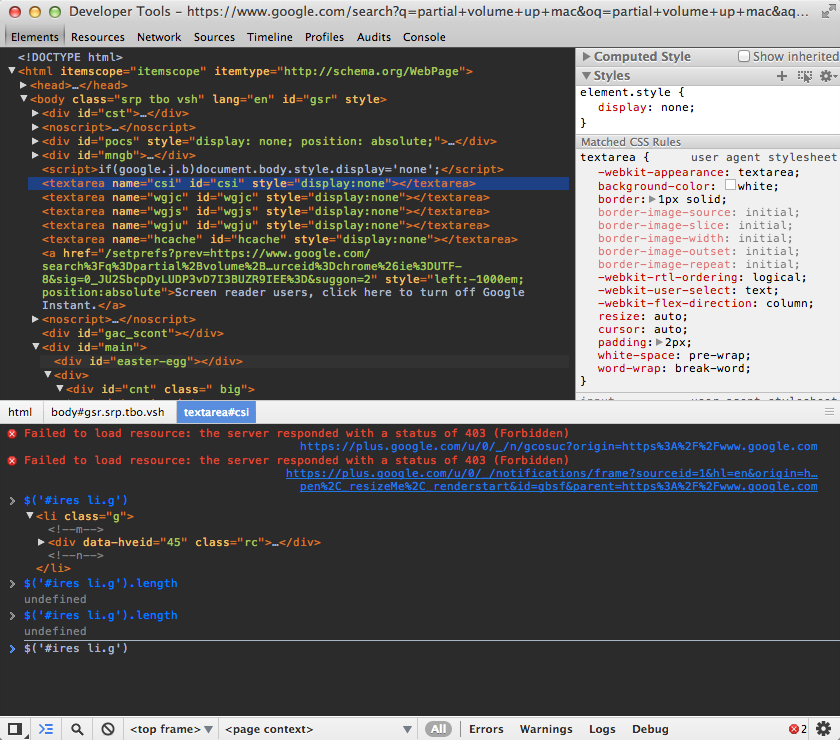 Developer Tools - https://www.google.com/search?q=partial+volume+up+mac&oq=partial+volume+up+mac&aq...
Elements Resources Network Sources Timeline Profiles Audits Console
<!DOCTYPE html>
<html itemscope="itemscope" itemtype="http://schema.org/WebPage">
<head>…</head>
<body class="srp tbo vsh" lang="en" id="gsr" style>
<div id="cst">…</div>
<noscript>…</noscript>
<div id="pocs" style="display: none; position: absolute;">…</div>
<div id="mngb">…</div>
<script>if(google.j.b)document.body.style.display='none';</script>
<textarea name="csi" id="csi" style="display:none"></textarea>
<textarea name="wgjc" id="wgjc" style="display:none"></textarea>
<textarea name="wgjs" id="wgjs" style="display:none"></textarea>
<textarea name="wgju" id="wgju" style="display:none"></textarea>
<textarea name="hcache" id="hcache" style="display:none"></textarea>
<a href="/setprefs?prev=https://www.google.com/
search%3Fq%3Dpartial%2Bvolume%2B…urceid%3Dchrome%26ie%3DUTF-
8&sig=0_JU2SbcpDyLUDP3vD7I3BUZR9IEE%3D&suggon=2" style="left:-1000em;
position:absolute">Screen reader users, click here to turn off Google
Instant.</a>
<noscript>…</noscript>
<div id="gac_scont"></div>
<div id="main">
<div id="easter-egg"></div>
<div>
<div id="cnt" class=" big">
Computed Style Show inherited
Styles
element.style {
display: none;
}
Matched CSS Rules
textarea { user agent stylesheet
-webkit-appearance: textarea;
background-color: white;
border: 1px solid;
border-image-source: initial;
border-image-slice: initial;
border-image-width: initial;
border-image-outset: initial;
border-image-repeat: initial;
-webkit-rtl-ordering: logical;
-webkit-user-select: text;
-webkit-flex-direction: column;
resize: auto;
cursor: auto;
padding: 2px;
white-space: pre-wrap;
word-wrap: break-word;
}
html body#gsr.srp.tbo.vsh textarea#csi
Failed to load resource: the server responded with a status of 403 (Forbidden)
https://plus.google.com/u/0/_/n/gcosuc?origin=https%3A%2F%2Fwww.google.com
Failed to load resource: the server responded with a status of 403 (Forbidden)
https://plus.google.com/u/0/_/notifications/frame?sourceid=1&hl=en&origin=h…
pen%2C_resizeMe%2C_renderstart&id=gbsf&parent=https%3A%2F%2Fwww.google.com
> $('#ires li.g')
<li class="g">
<!--m-->
<div data-hveid="45" class="rc">…</div>
<!--n-->
</li>
> $('#ires li.g').length
undefined
> $('#ires li.g').length
undefined
> $('#ires li.g')
<top frame> <page context> All Errors Warnings Logs Debug 2